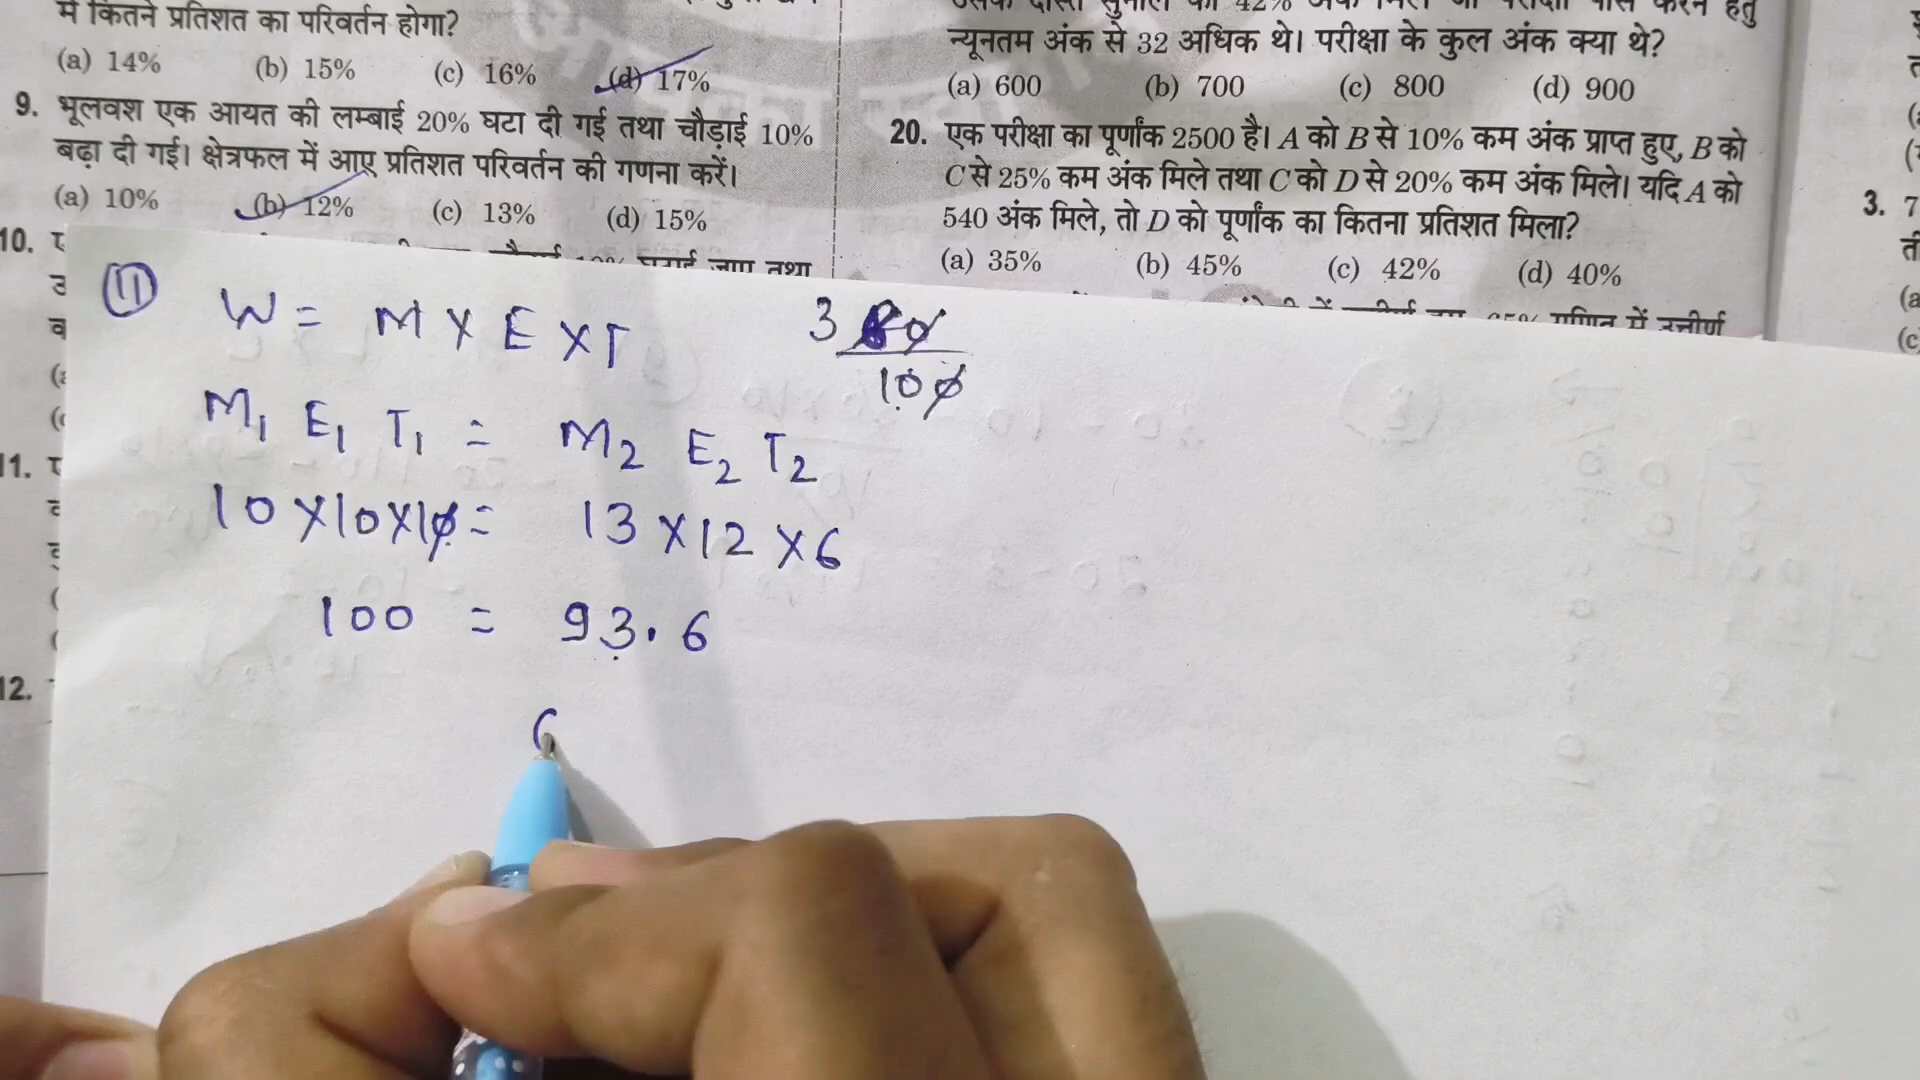 में कितने प्रतिशत का परिवर्तन होगा?
(a) 14% (b) 15% (c) 16% (d) 17%
9. भूलवश एक आयत की लम्बाई 20% घटा दी गई तथा चौड़ाई 10%
बढ़ा दी गई। क्षेत्रफल में आए प्रतिशत परिवर्तन की गणना करें।
(a) 10% (b) 12% (c) 13% (d) 15%
10.
11.
12.
न्यूनतम अंक से 32 अधिक थे। परीक्षा के कुल अंक क्या थे?
(a) 600 (b) 700 (c) 800 (d) 900
20. एक परीक्षा का पूर्णांक 2500 है। A को B से 10% कम अंक प्राप्त हुए, B को
C से 25% कम अंक मिले तथा C को D से 20% कम अंक मिले। यदि A को
540 अंक मिले, तो D को पूर्णांक का कितना प्रतिशत मिला?
(a) 35% (b) 45% (c) 42% (d) 40%
3. 7
11 W = M X E X T
3
100
M1 E1 T1 = M2 E2 T2
10 X 10 X 10 = 13 X 12 X 6
100 = 93.6